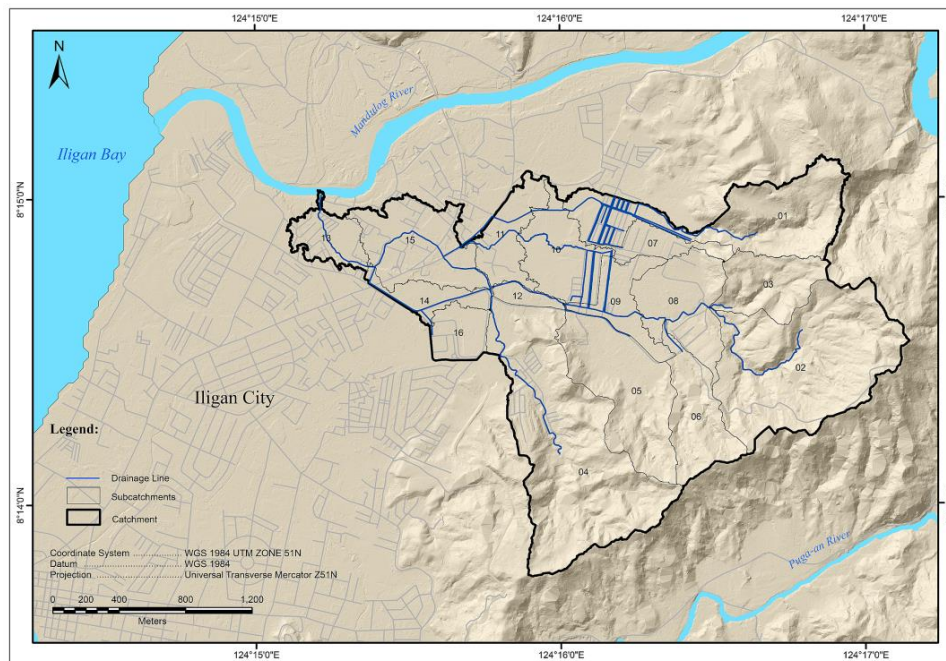 124°15'0"E 124°16'0"E 124°17'0"E
N
Mandulog River
Iligan Bay
8°15'0"N
01
13
15
11
07
10
03
14
12
09
08
16
02
05
Iligan City
06
Legend:
04
Drainage Line
Subcatchments
Catchment
8°14'0"N
Coordinate System ............ WGS 1984 UTM ZONE 51N
Datum ............ WGS 1984
Projection ............ Universal Transverse Mercator Z51N
Puga-an River
0 200 400 800 1,200
Meters
124°15'0"E 124°16'0"E 124°17'0"E